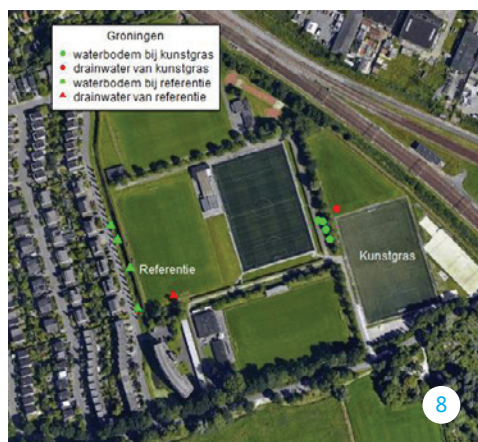 Groningen
waterbodem bij kunstgras
drainwater van kunstgras
waterbodem bij referentie
drainwater van referentie
Referentie
Kunstgras
8